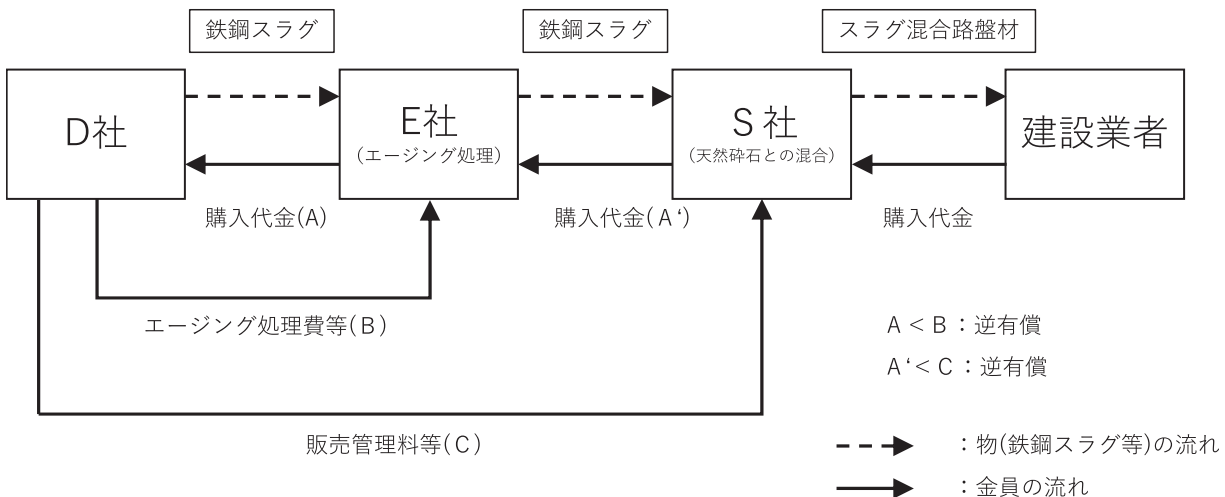 鉄鋼スラグ
鉄鋼スラグ
スラグ混合路盤材
D社
E社
(エージング処理)
S社
(天然砕石との混合)
建設業者
購入代金(A)
購入代金(A‘)
購入代金
エージング処理費等(B)
A<B:逆有償
A‘<C:逆有償
販売管理料等(C)
:物(鉄鋼スラグ等)の流れ
:金員の流れ